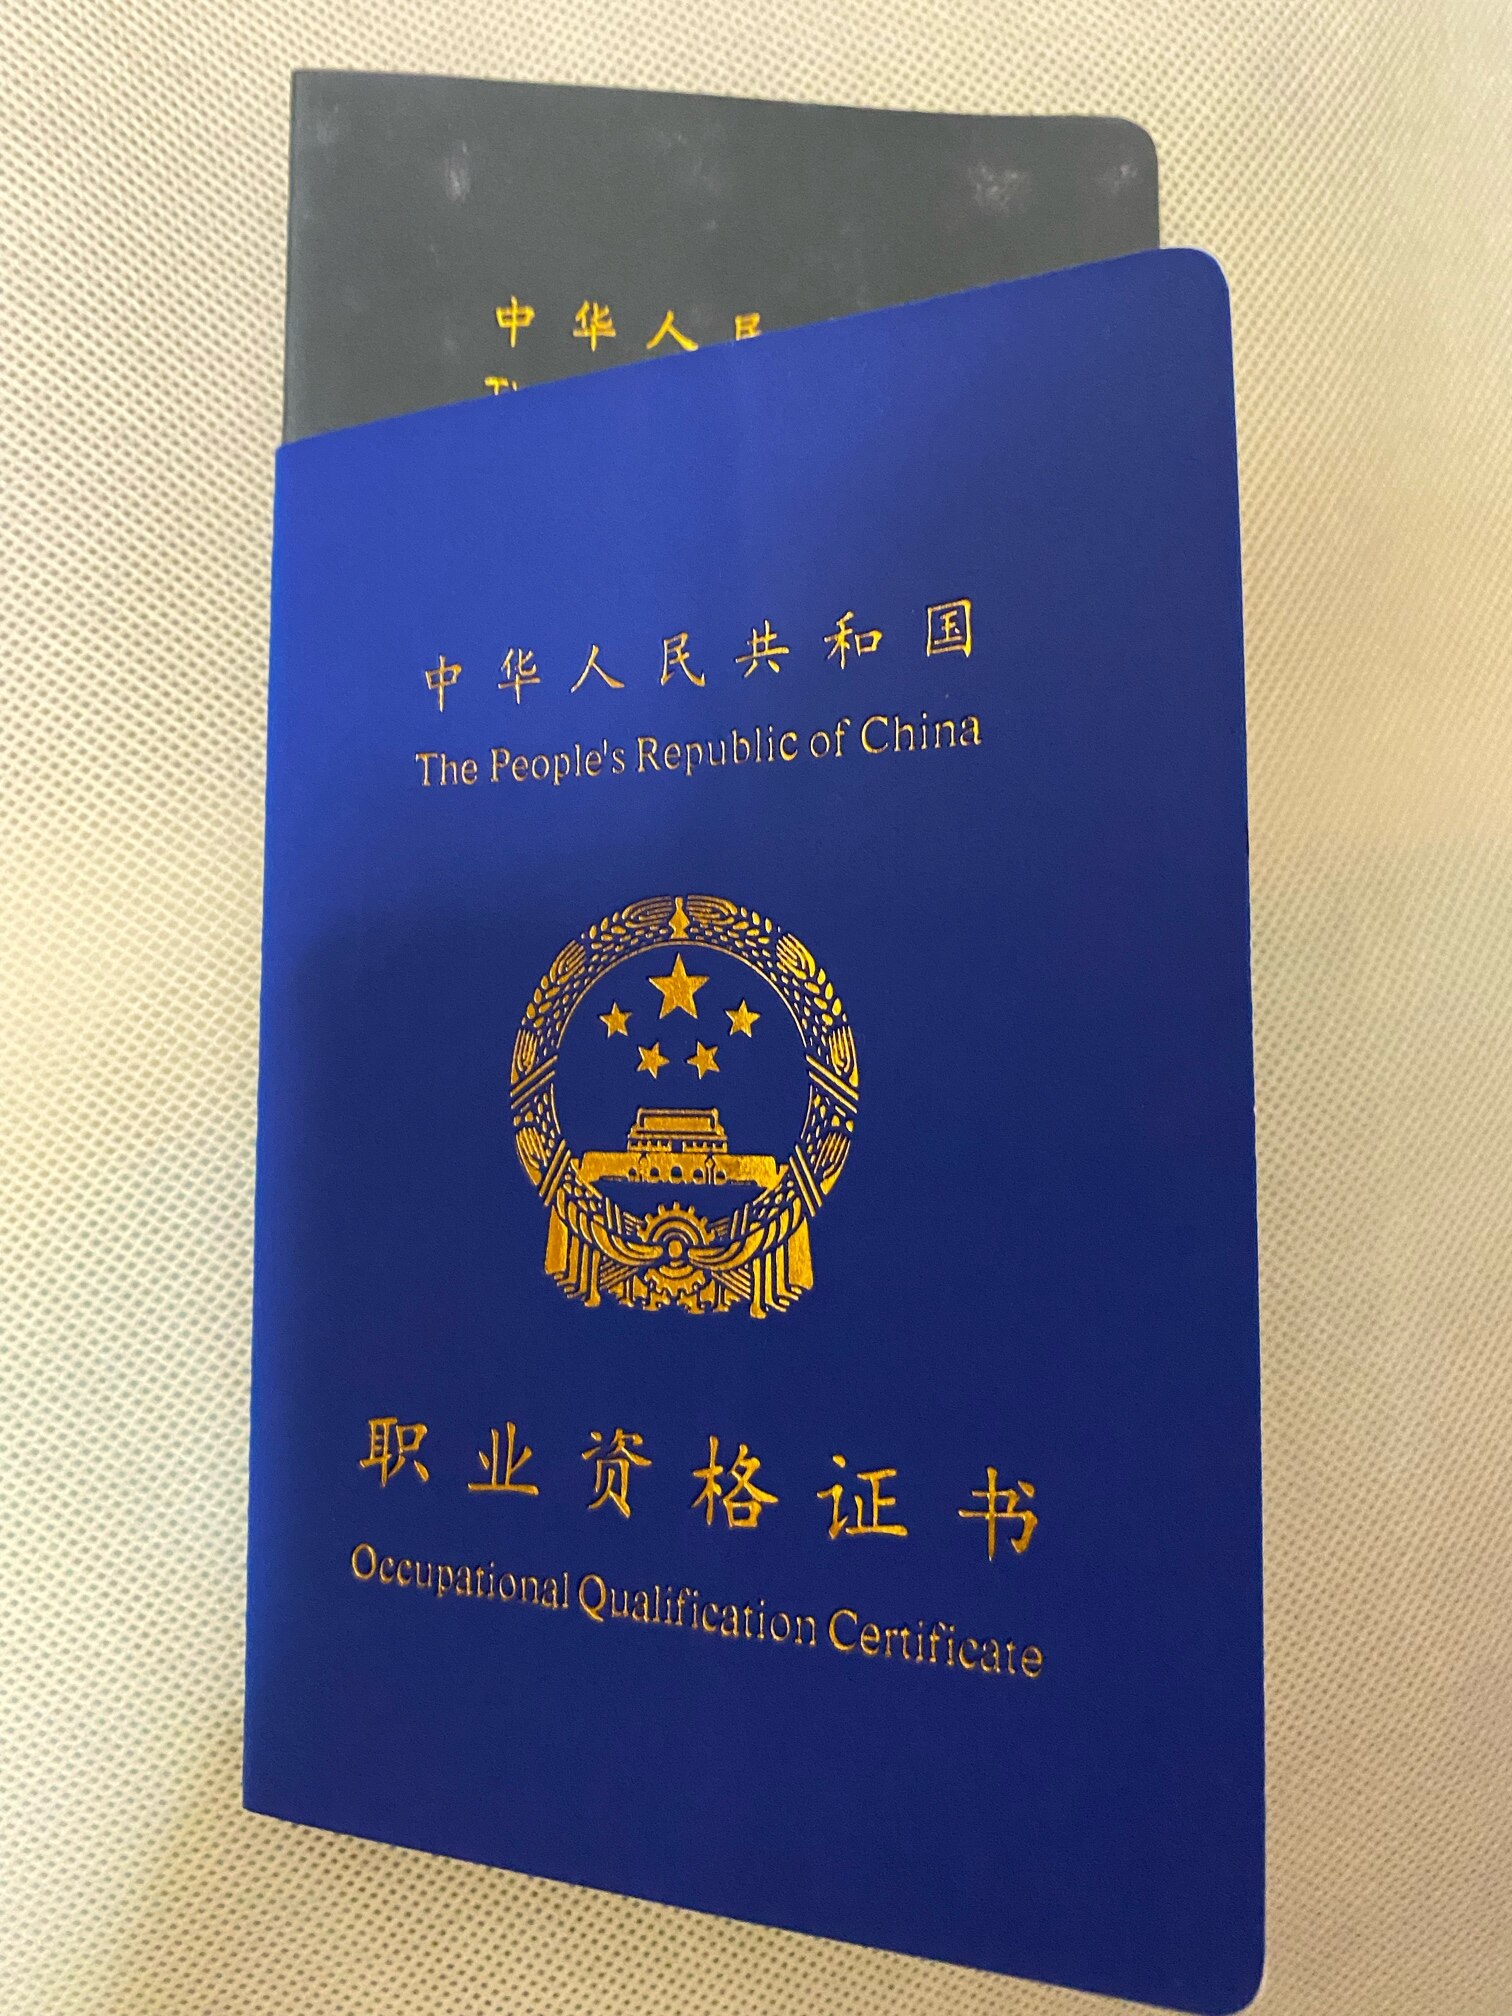 中华人民
中华人民共和国
The People's Republic of China
职业资格证书
Occupational Qualification Certificate